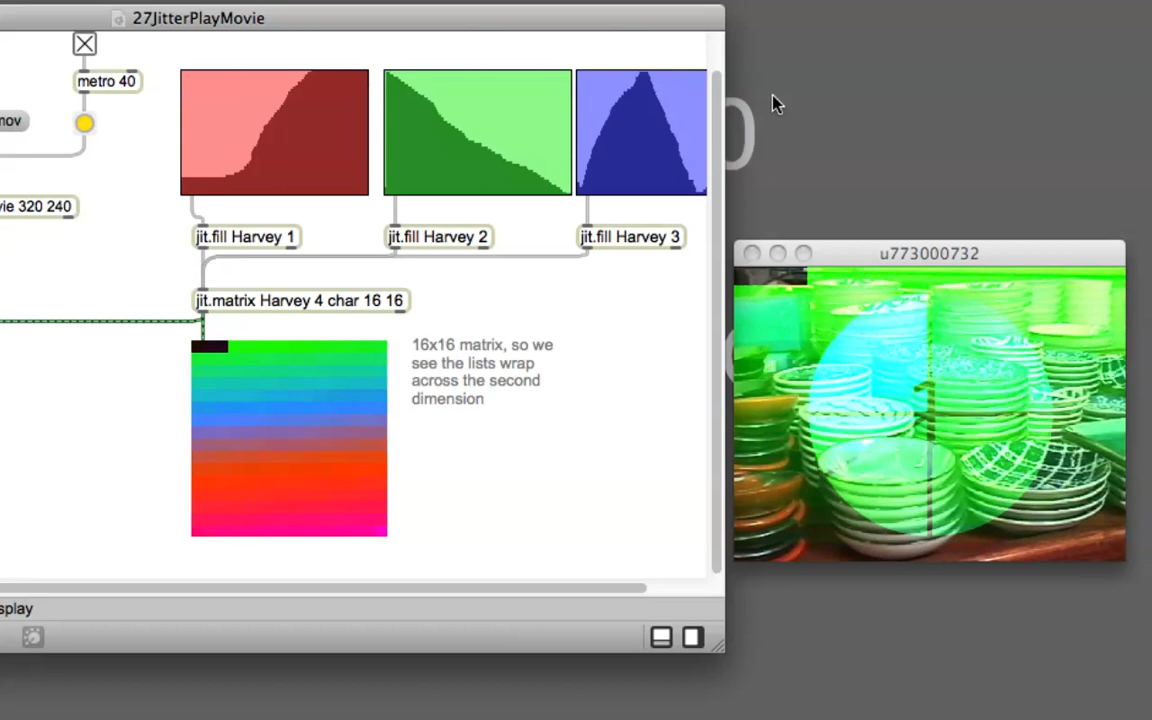 27JitterPlayMovie
metro 40
mov
vie 320 240
jit.fill Harvey 1
jit.fill Harvey 2
jit.fill Harvey 3
jit.matrix Harvey 4 char 16 16
16x16 matrix, so we
see the lists wrap
across the second
dimension
u773000732
splay